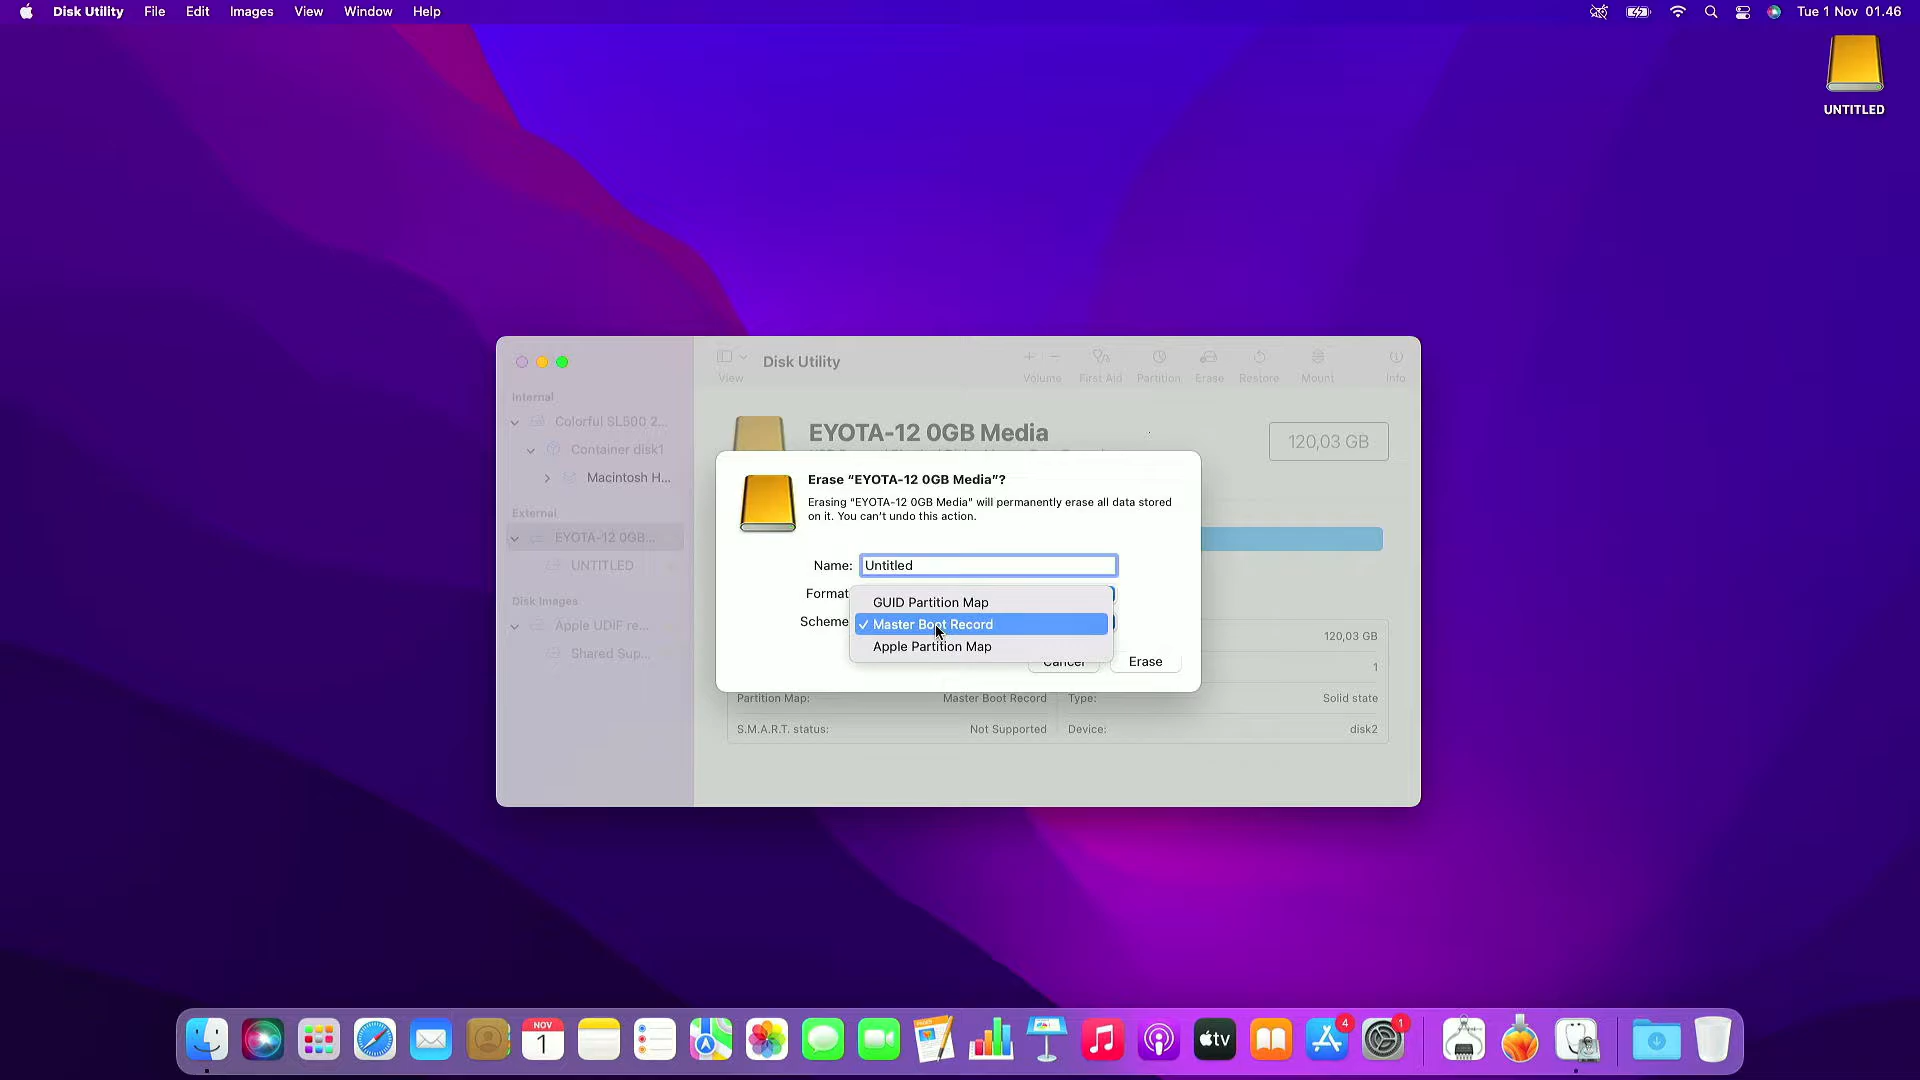 Disk Utility File Edit Images View Window Help
Tue 1 Nov 01.46
UNTITLED
Disk Utility
View
Volume First Aid Partition Erase Restore Mount Info
Internal
Colorful SL500 2...
Container disk1
Macintosh H...
External
EYOTA-12 0GB...
UNTITLED
Disk Images
Apple UDIF re...
Shared Sup...
EYOTA-12 0GB Media
120,03 GB
Erase “EYOTA-12 0GB Media”?
Erasing “EYOTA-12 0GB Media” will permanently erase all data stored
on it. You can’t undo this action.
Name: Untitled
Format
Scheme
GUID Partition Map
✓ Master Boot Record
Apple Partition Map
Cancel Erase
120,03 GB
1
Partition Map: Master Boot Record Type: Solid state
S.M.A.R.T. status: Not Supported Device: disk2
NOV
1
tv
4
1